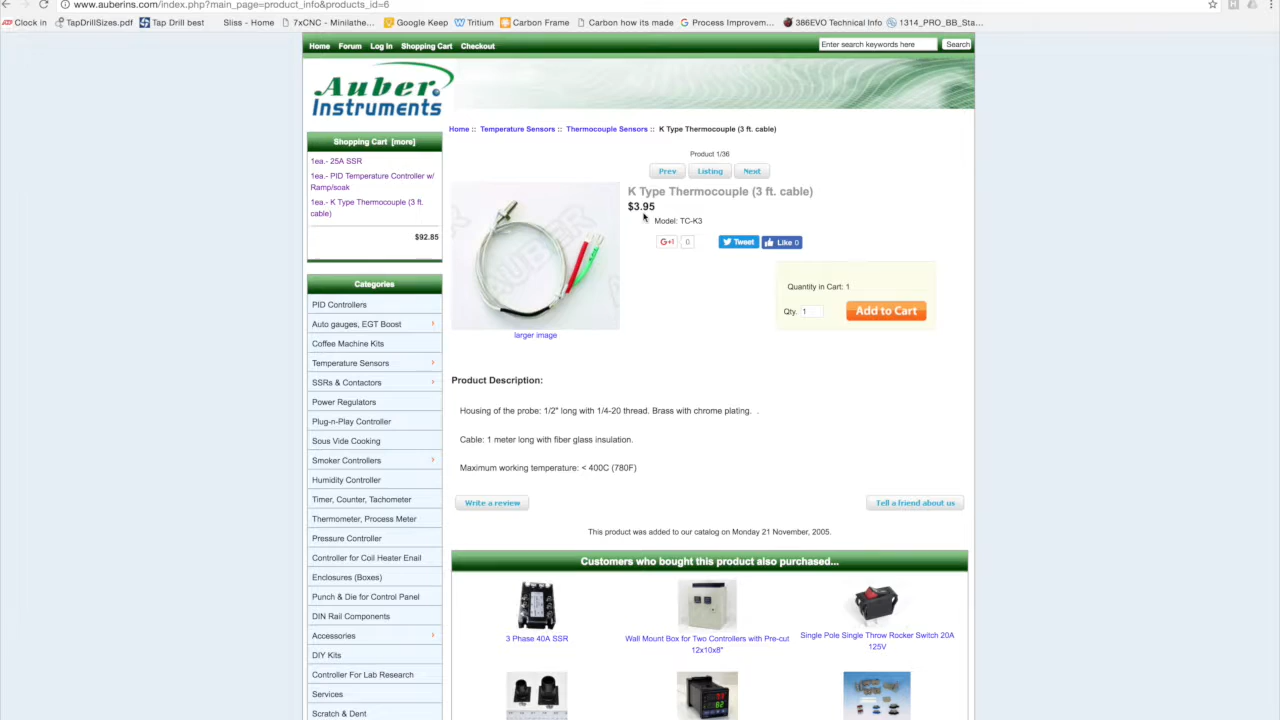 www.auberins.com/index.php?main_page=product_info&products_id=6
Clock in
TapDrillSizes.pdf
Tap Drill best
Sliss - Home
7xCNC - Minilathe...
Google Keep
Tritium
Carbon Frame
Carbon how its made
Process Improvem...
386EVO Technical Info
1314_PRO_BB_Sta...
Home Forum Log In Shopping Cart Checkout
Enter search keywords here
Search
Auber
Instruments
Home :: Temperature Sensors :: Thermocouple Sensors :: K Type Thermocouple (3 ft. cable)
Shopping Cart [more]
1ea.- 25A SSR
1ea.- PID Temperature Controller w/
Ramp/soak
1ea.- K Type Thermocouple (3 ft.
cable)
$92.85
Categories
PID Controllers
Auto gauges, EGT Boost
Coffee Machine Kits
Temperature Sensors
SSRs & Contactors
Power Regulators
Plug-n-Play Controller
Sous Vide Cooking
Smoker Controllers
Humidity Controller
Timer, Counter, Tachometer
Thermometer, Process Meter
Pressure Controller
Controller for Coil Heater Enail
Enclosures (Boxes)
Punch & Die for Control Panel
DIN Rail Components
Accessories
DIY Kits
Controller For Lab Research
Services
Scratch & Dent
Product 1/36
Prev Listing Next
K Type Thermocouple (3 ft. cable)
$3.95
Model: TC-K3
G+1 0
Tweet
Like 0
AUBER
larger image
Quantity in Cart: 1
Qty. 1
Add to Cart
Product Description:
Housing of the probe: 1/2" long with 1/4-20 thread. Brass with chrome plating. .
Cable: 1 meter long with fiber glass insulation.
Maximum working temperature: < 400C (780F)
Write a review
Tell a friend about us
This product was added to our catalog on Monday 21 November, 2005.
Customers who bought this product also purchased...
3 Phase 40A SSR
Wall Mount Box for Two Controllers with Pre-cut
12x10x8"
Single Pole Single Throw Rocker Switch 20A
125V